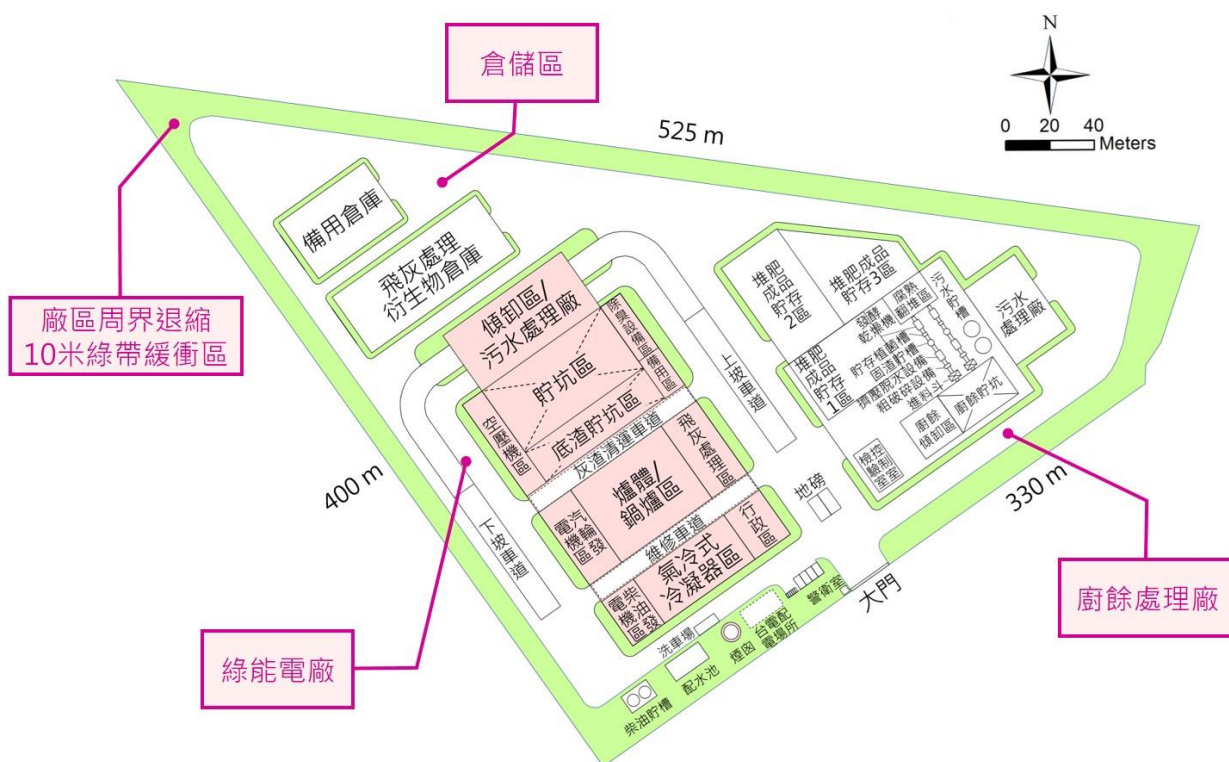 倉儲區
N
0 20 40
Meters
525 m
400 m
330 m
廠區周界退縮
10米綠帶緩衝區
備用倉庫
飛灰處理
衍生物倉庫
傾卸區/
污水處理廠
除臭設備區
備用區
貯坑區
空壓機區
底渣貯坑區
灰渣清運車道
飛灰處理區
爐體/
鍋爐區
汽輪發
電機區
維修車道
行政區
氣冷式
冷凝器區
柴油發
電機區
上坡車道
下坡車道
堆肥
成品
貯存
2區
堆肥成品
貯存3區
堆肥
成品
貯存
1區
發酵
乾燥機
腐熟
翻堆區
污水貯槽
污水
處理廠
貯存植菌槽
固渣貯槽
擠壓脫水設備
粗破碎設備
進料斗
廚餘
傾卸區
廚餘貯坑
檢驗室
控制室
地磅
大門
警衛室
台電配
電場所
煙囪
配水池
洗車場
柴油貯槽
綠能電廠
廚餘處理廠